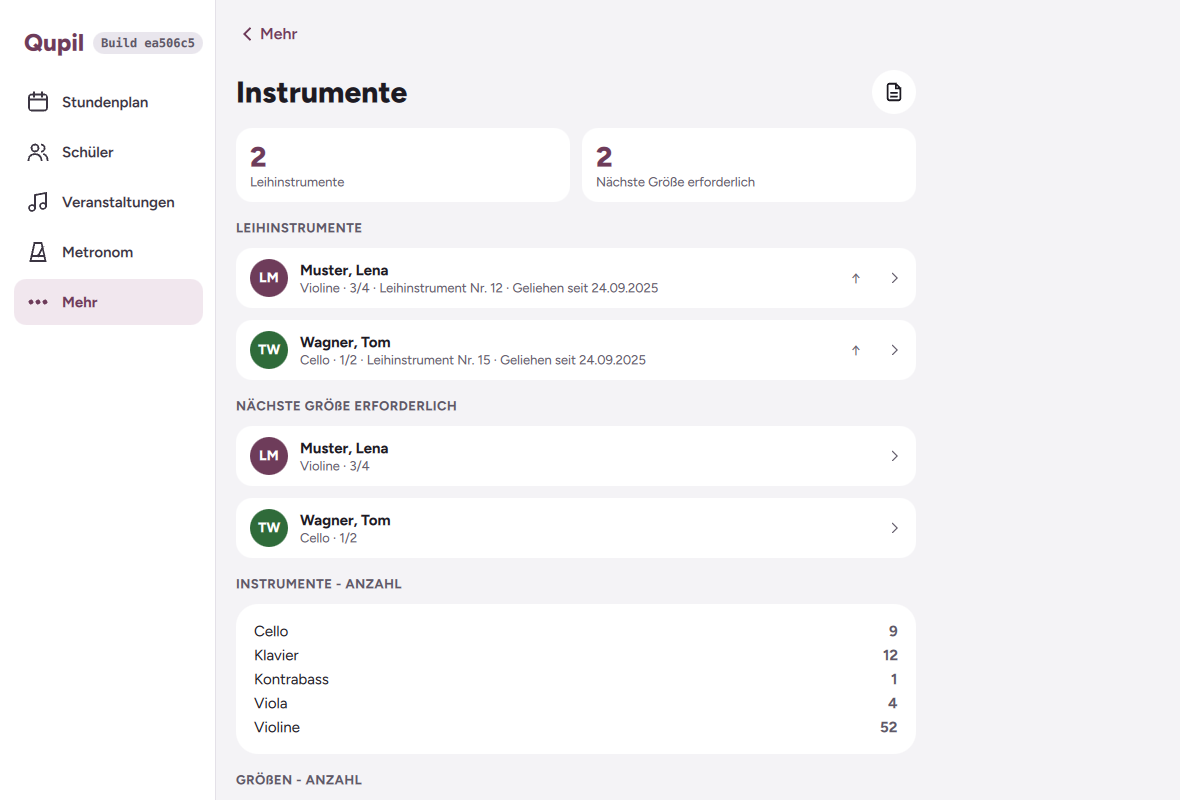 Qupil Build ea506c5
Stundenplan
Schüler
Veranstaltungen
Metronom
Mehr
Mehr
Instrumente
2
Leihinstrumente
2
Nächste Größe erforderlich
LEIHINSTRUMENTE
LM
Muster, Lena
Violine · 3/4 · Leihinstrument Nr. 12 · Geliehen seit 24.09.2025
TW
Wagner, Tom
Cello · 1/2 · Leihinstrument Nr. 15 · Geliehen seit 24.09.2025
NÄCHSTE GRÖßE ERFORDERLICH
LM
Muster, Lena
Violine · 3/4
TW
Wagner, Tom
Cello · 1/2
INSTRUMENTE - ANZAHL
Cello 9
Klavier 12
Kontrabass 1
Viola 4
Violine 52
GRÖßEN - ANZAHL